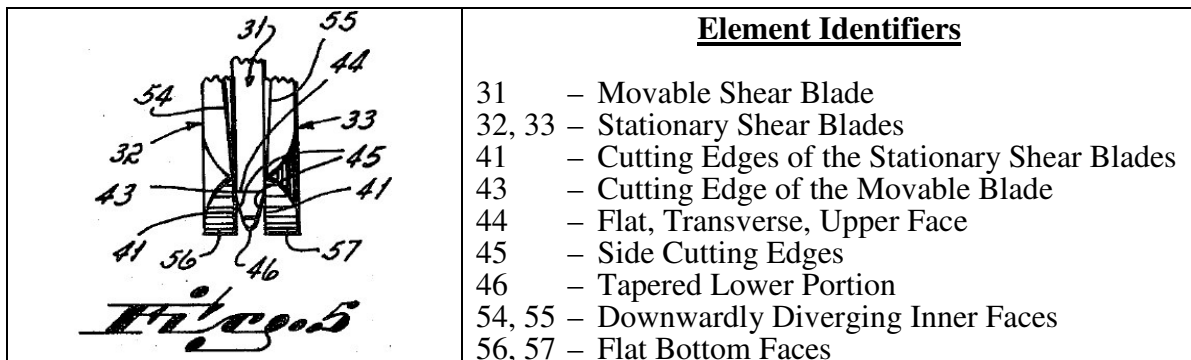 55
31
44
54
33
32
45
43
41
41
56
46
57
Fig. 5
Element Identifiers
31 – Movable Shear Blade
32, 33 – Stationary Shear Blades
41 – Cutting Edges of the Stationary Shear Blades
43 – Cutting Edge of the Movable Blade
44 – Flat, Transverse, Upper Face
45 – Side Cutting Edges
46 – Tapered Lower Portion
54, 55 – Downwardly Diverging Inner Faces
56, 57 – Flat Bottom Faces